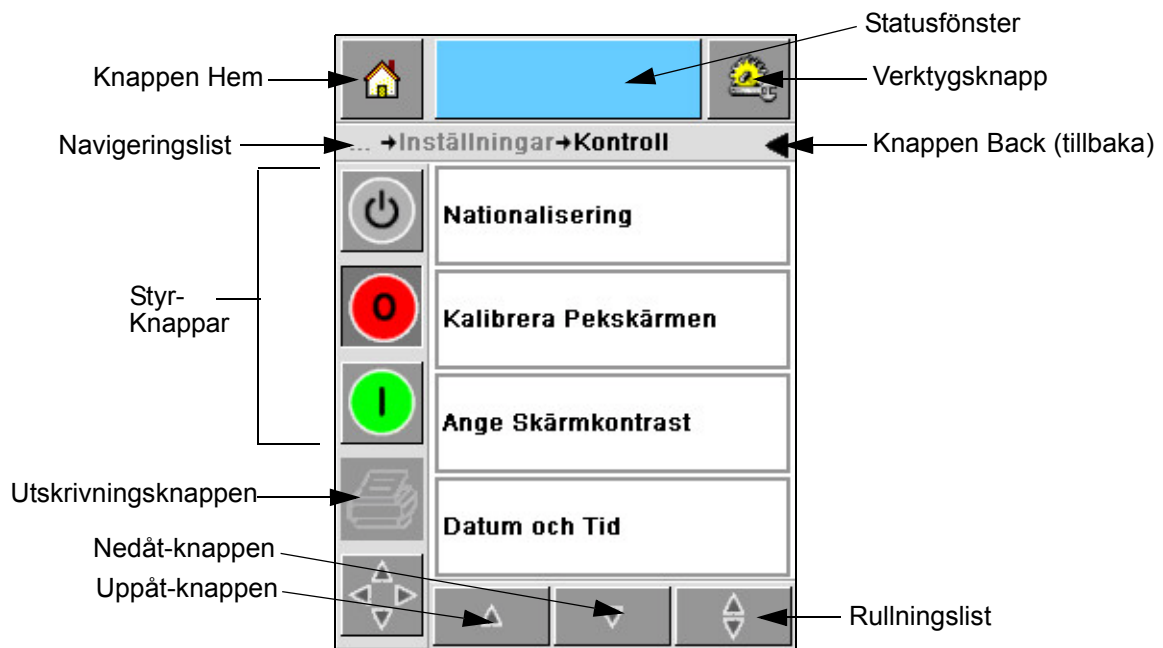 Statusfönster
Knappen Hem
Verktygsknapp
Navigeringslist
... →Inställningar→Kontroll
Knappen Back (tillbaka)
Nationalisering
Styr-
Knappar
O
Kalibrera Pekskärmen
I
Ange Skärmkontrast
Utskrivningsknappen
Datum och Tid
Nedåt-knappen
Uppåt-knappen
Rullningslist